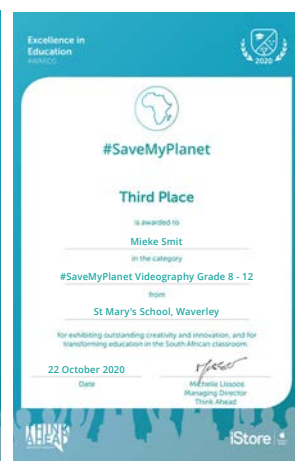 Excellence in
Education
AWARDS
2020
#SaveMyPlanet
Third Place
is awarded to
Mieke Smit
in the category
#SaveMyPlanet Videography Grade 8 - 12
from
St Mary's School, Waverley
for exhibiting outstanding creativity and innovation, and for
transforming education in the South African classroom.
22 October 2020
Date
Michelle Lissoos
Managing Director
Think Ahead
THINK
AHEAD
iStore